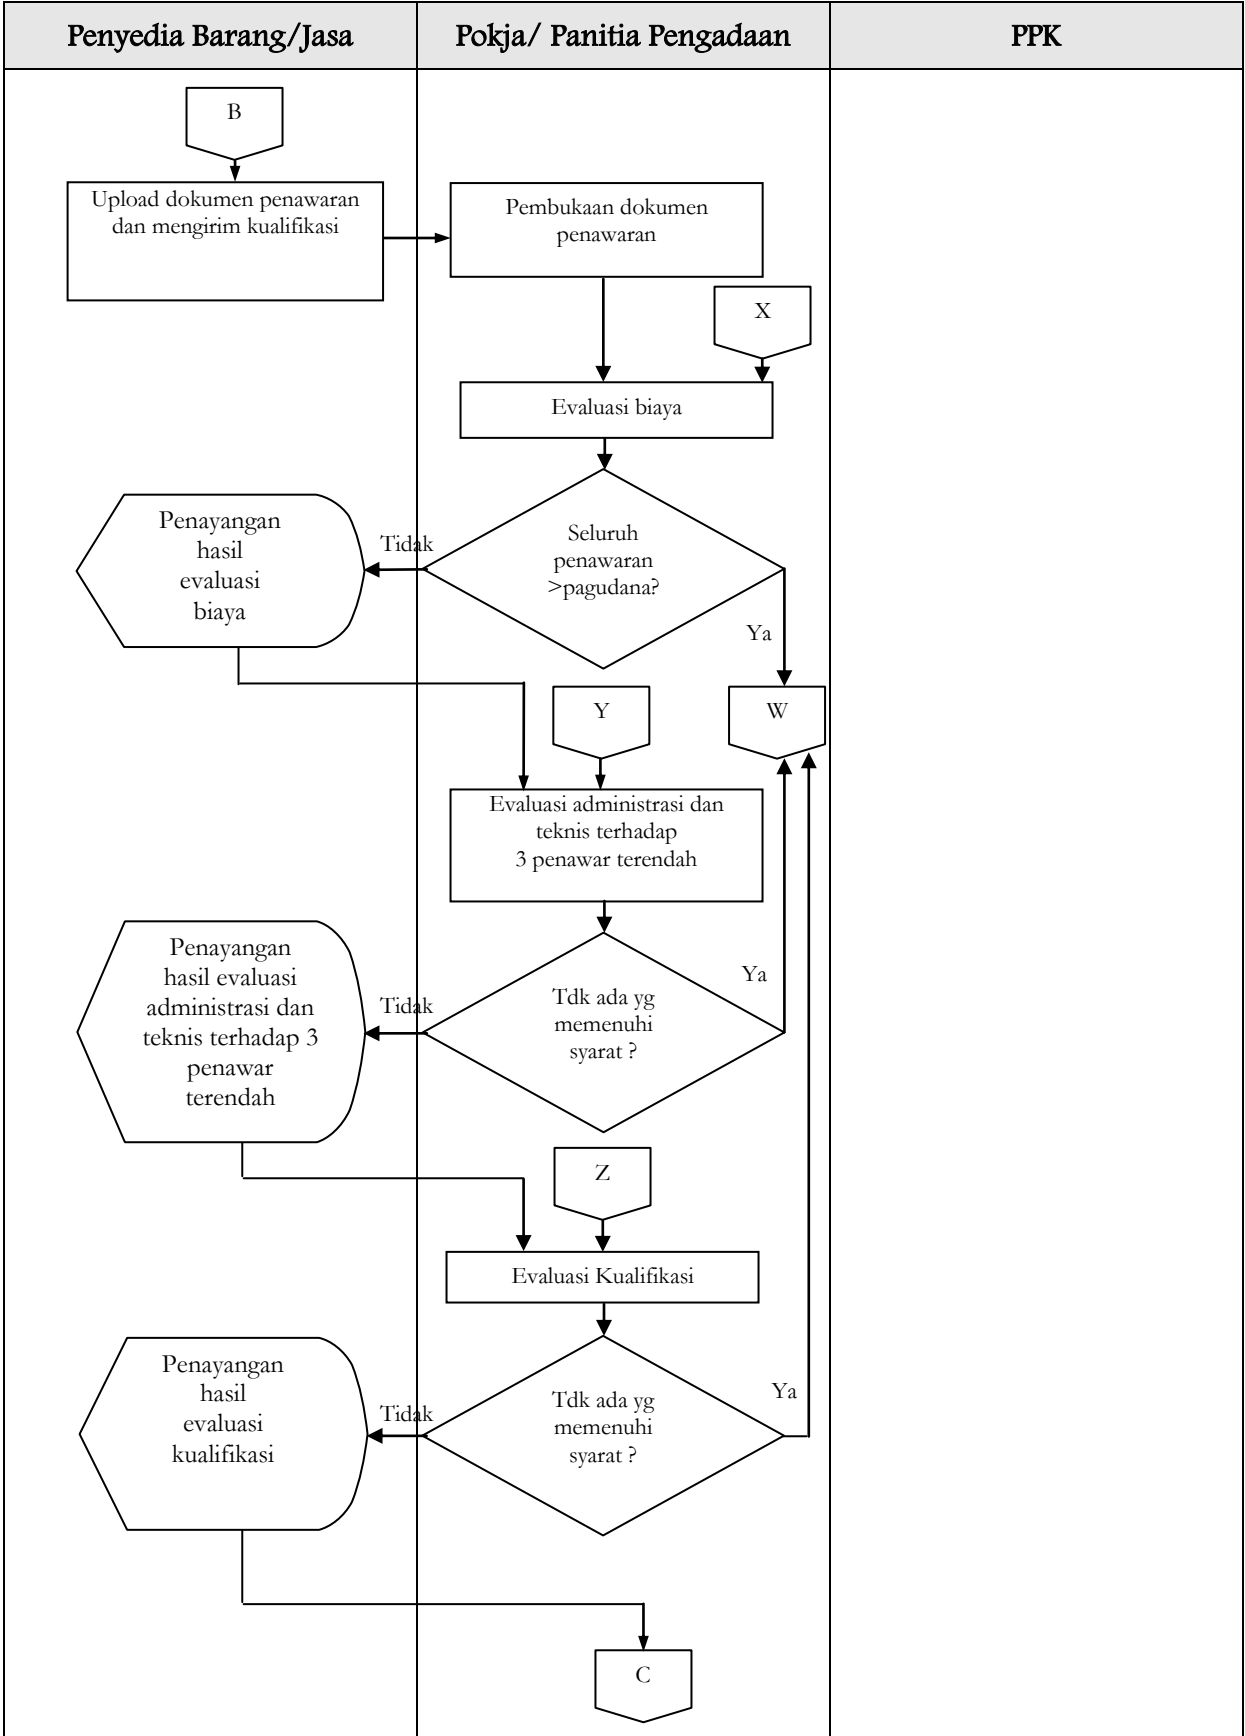 Penyedia Barang/Jasa
Pokja/ Panitia Pengadaan
PPK
B
Upload dokumen penawaran
dan mengirim kualifikasi
Pembukaan dokumen
penawaran
X
Evaluasi biaya
Seluruh
penawaran
>pagudana?
Tidak
Ya
Penayangan
hasil
evaluasi
biaya
Y
W
Evaluasi administrasi dan
teknis terhadap
3 penawar terendah
Tdk ada yg
memenuhi
syarat ?
Tidak
Ya
Penayangan
hasil evaluasi
administrasi dan
teknis terhadap 3
penawar
terendah
Z
Evaluasi Kualifikasi
Tdk ada yg
memenuhi
syarat ?
Tidak
Ya
Penayangan
hasil
evaluasi
kualifikasi
C